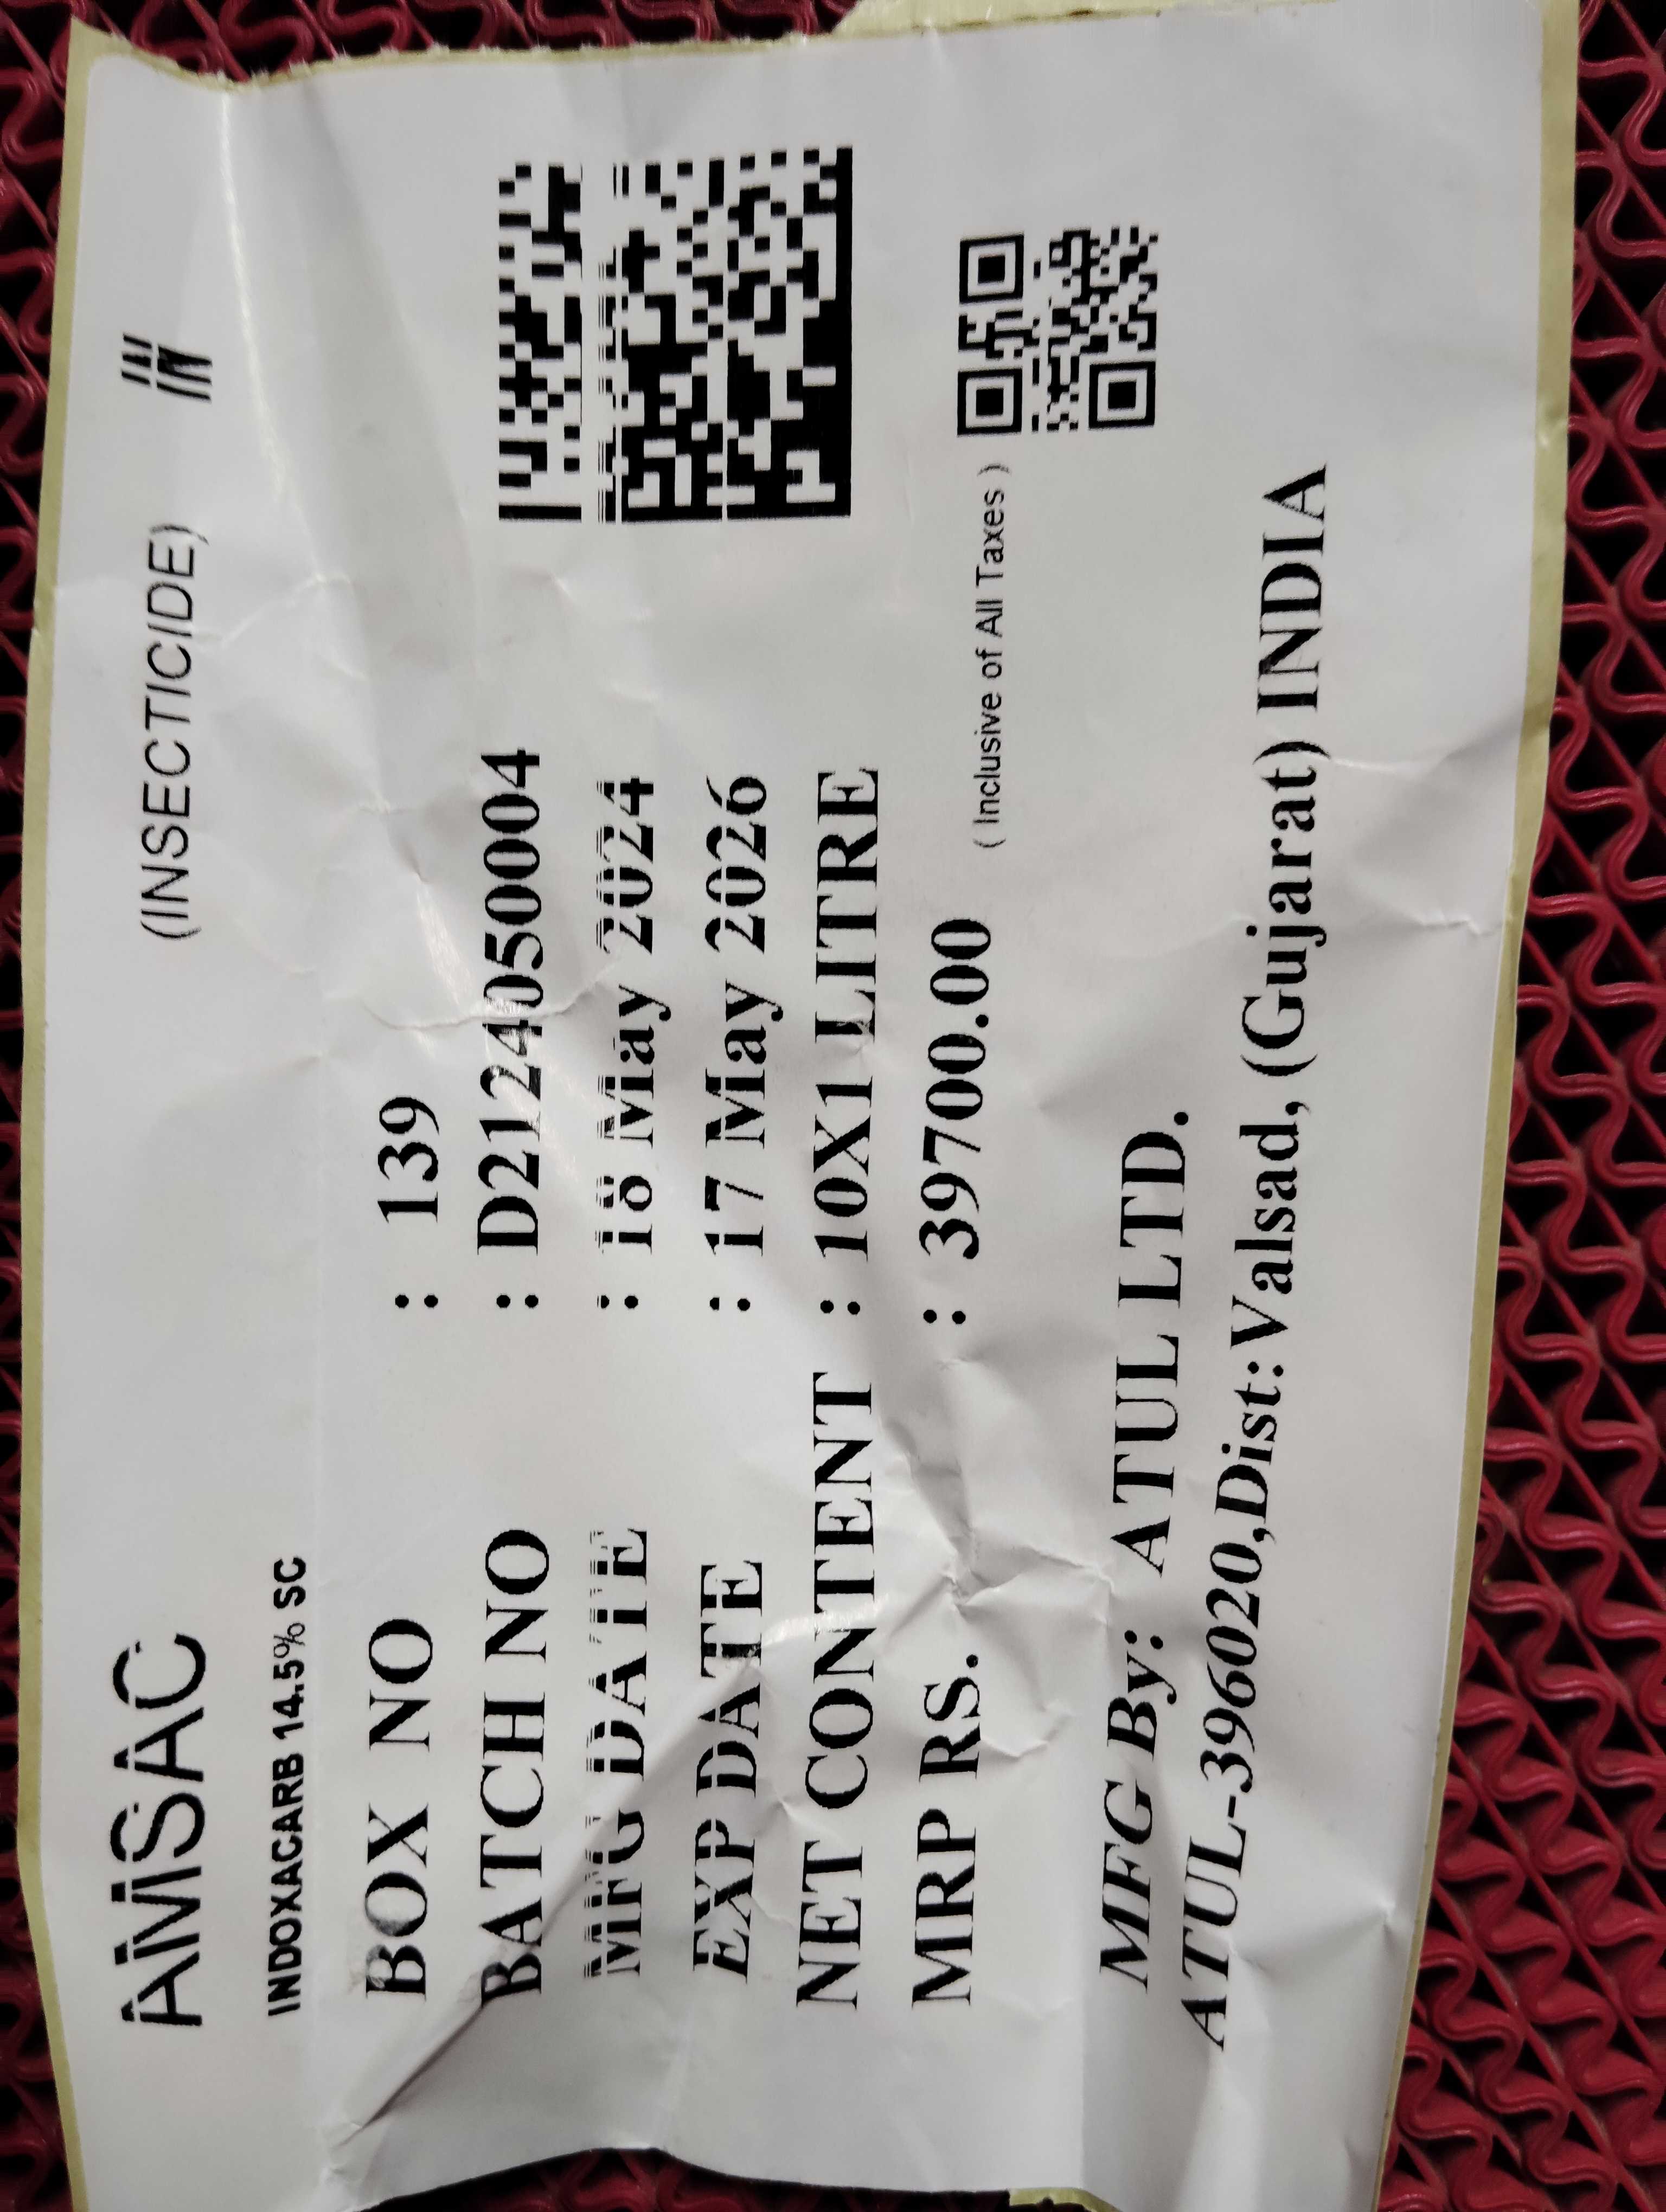 AMSAC (INSECTICIDE) IN
INDOXACARB 14.5% SC
BOX NO : 139
BATCH NO : D2124050004
MFG DATE : 18 May 2024
EXP DATE : 17 May 2026
NET CONTENT : 10X1 LITRE
MRP RS. : 39700.00 ( Inclusive of All Taxes )
MFG By: ATUL LTD.
ATUL-396020,Dist: Valsad, (Gujarat) INDIA